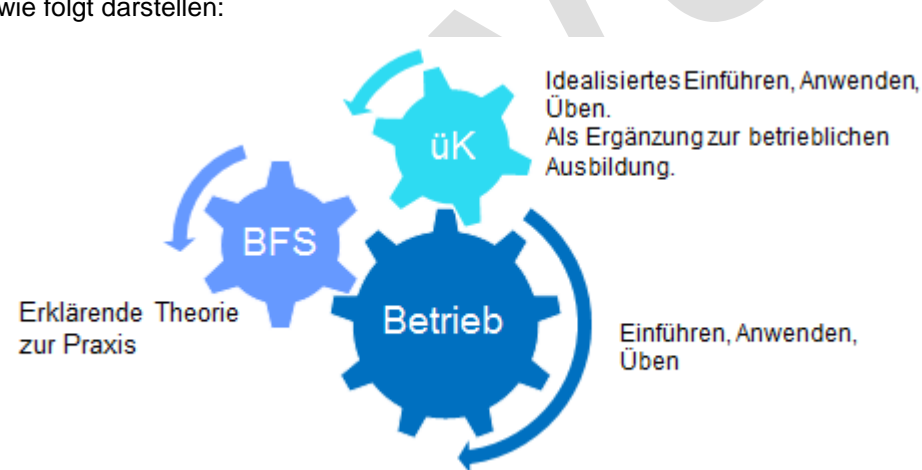 wie folgt darstellen:
Idealisiertes Einführen, Anwenden,
Üben.
Als Ergänzung zur betrieblichen
Ausbildung.
üK
BFS
Erklärende Theorie
zur Praxis
Betrieb
Einführen, Anwenden,
Üben